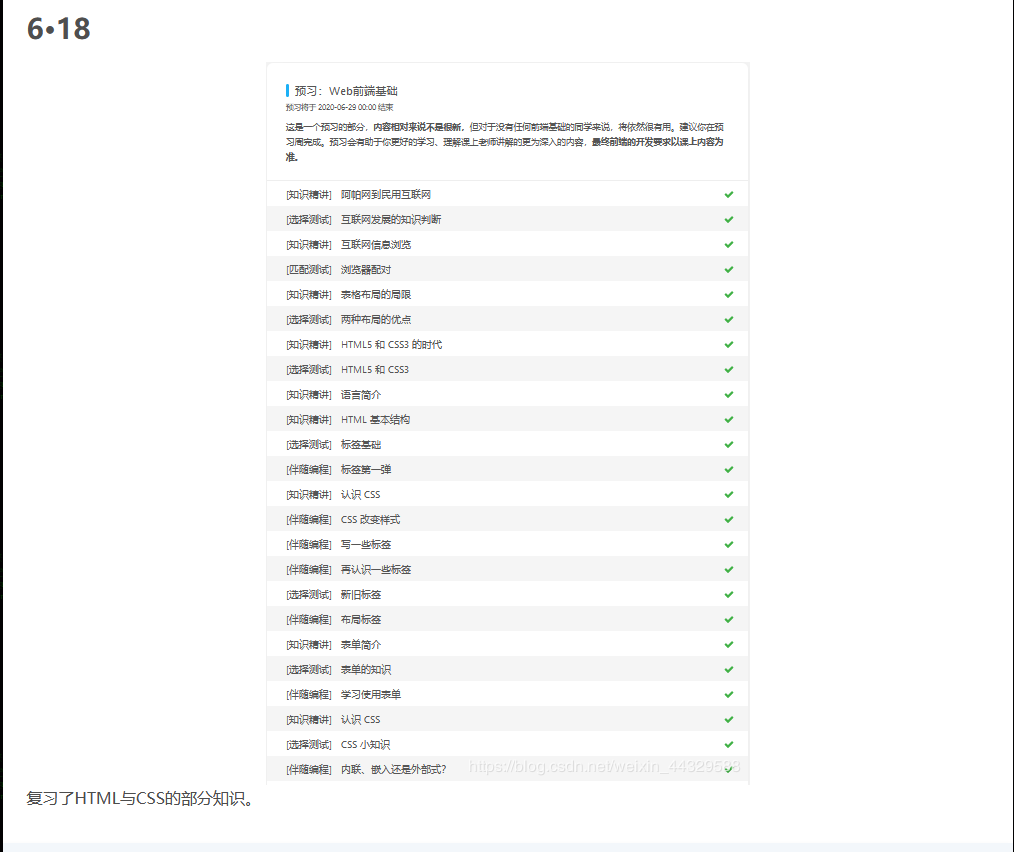 6•18
预习：Web前端基础
预习将于 2020-06-29 00:00 结束
这是一个预习的部分，内容相对来说不是很新，但对于没有任何前端基础的同学来说，将依然很有用。建议你在预
习周完成。预习会有助于你更好的学习、理解课上老师讲解的更为深入的内容，最终前端的开发要求以课上内容为
准。
[知识精讲] 阿帕网到民用互联网
[选择测试] 互联网发展的知识判断
[知识精讲] 互联网信息浏览
[匹配测试] 浏览器配对
[知识精讲] 表格布局的局限
[选择测试] 两种布局的优点
[知识精讲] HTML5 和 CSS3 的时代
[选择测试] HTML5 和 CSS3
[知识精讲] 语言简介
[知识精讲] HTML 基本结构
[选择测试] 标签基础
[伴随编程] 标签第一弹
[知识精讲] 认识 CSS
[伴随编程] CSS 改变样式
[伴随编程] 写一些标签
[伴随编程] 再认识一些标签
[选择测试] 新旧标签
[伴随编程] 布局标签
[知识精讲] 表单简介
[选择测试] 表单的知识
[伴随编程] 学习使用表单
[知识精讲] 认识 CSS
[选择测试] CSS 小知识
[伴随编程] 内联、嵌入还是外部式？
https://blog.csdn.net/weixin_44329583
复习了HTML与CSS的部分知识。